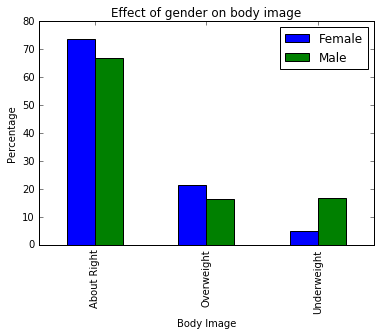 Effect of gender on body image
Female
Male
80
70
60
50
40
30
20
10
0
Percentage
About Right
Overweight
Underweight
Body Image